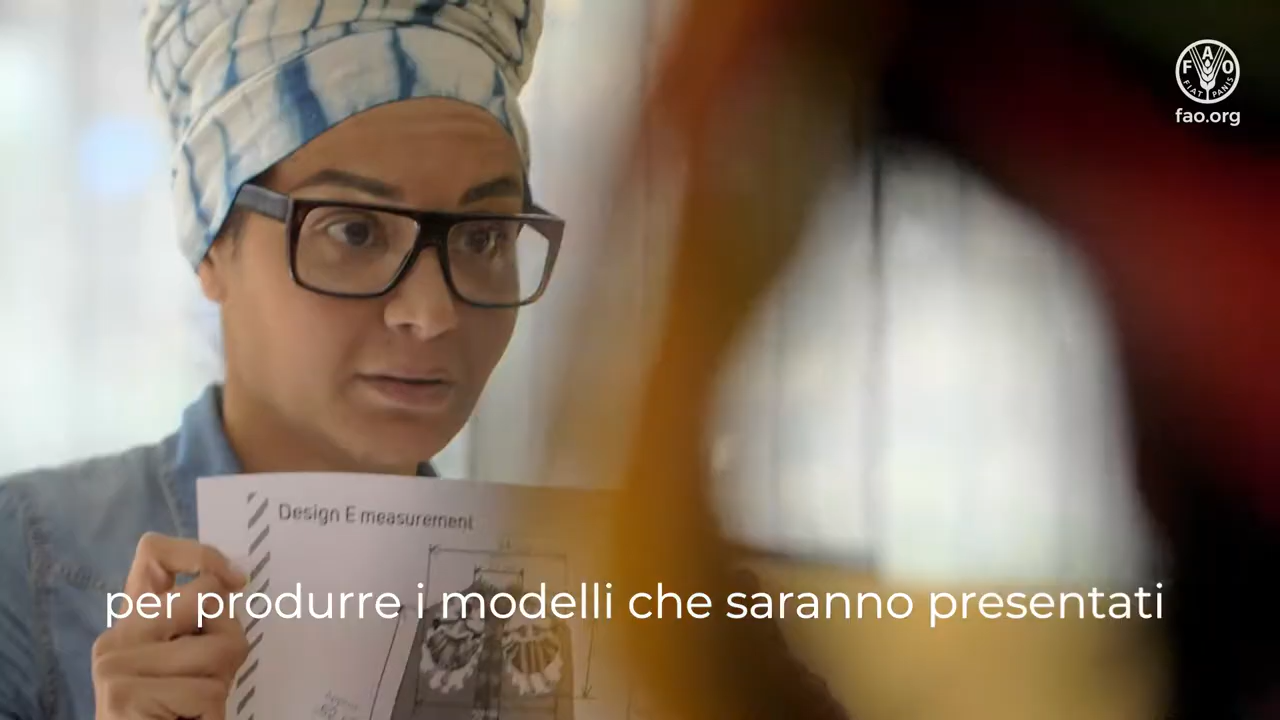 FAO
FIAT PANIS
fao.org
Design E measurement
per produrre i modelli che saranno presentati